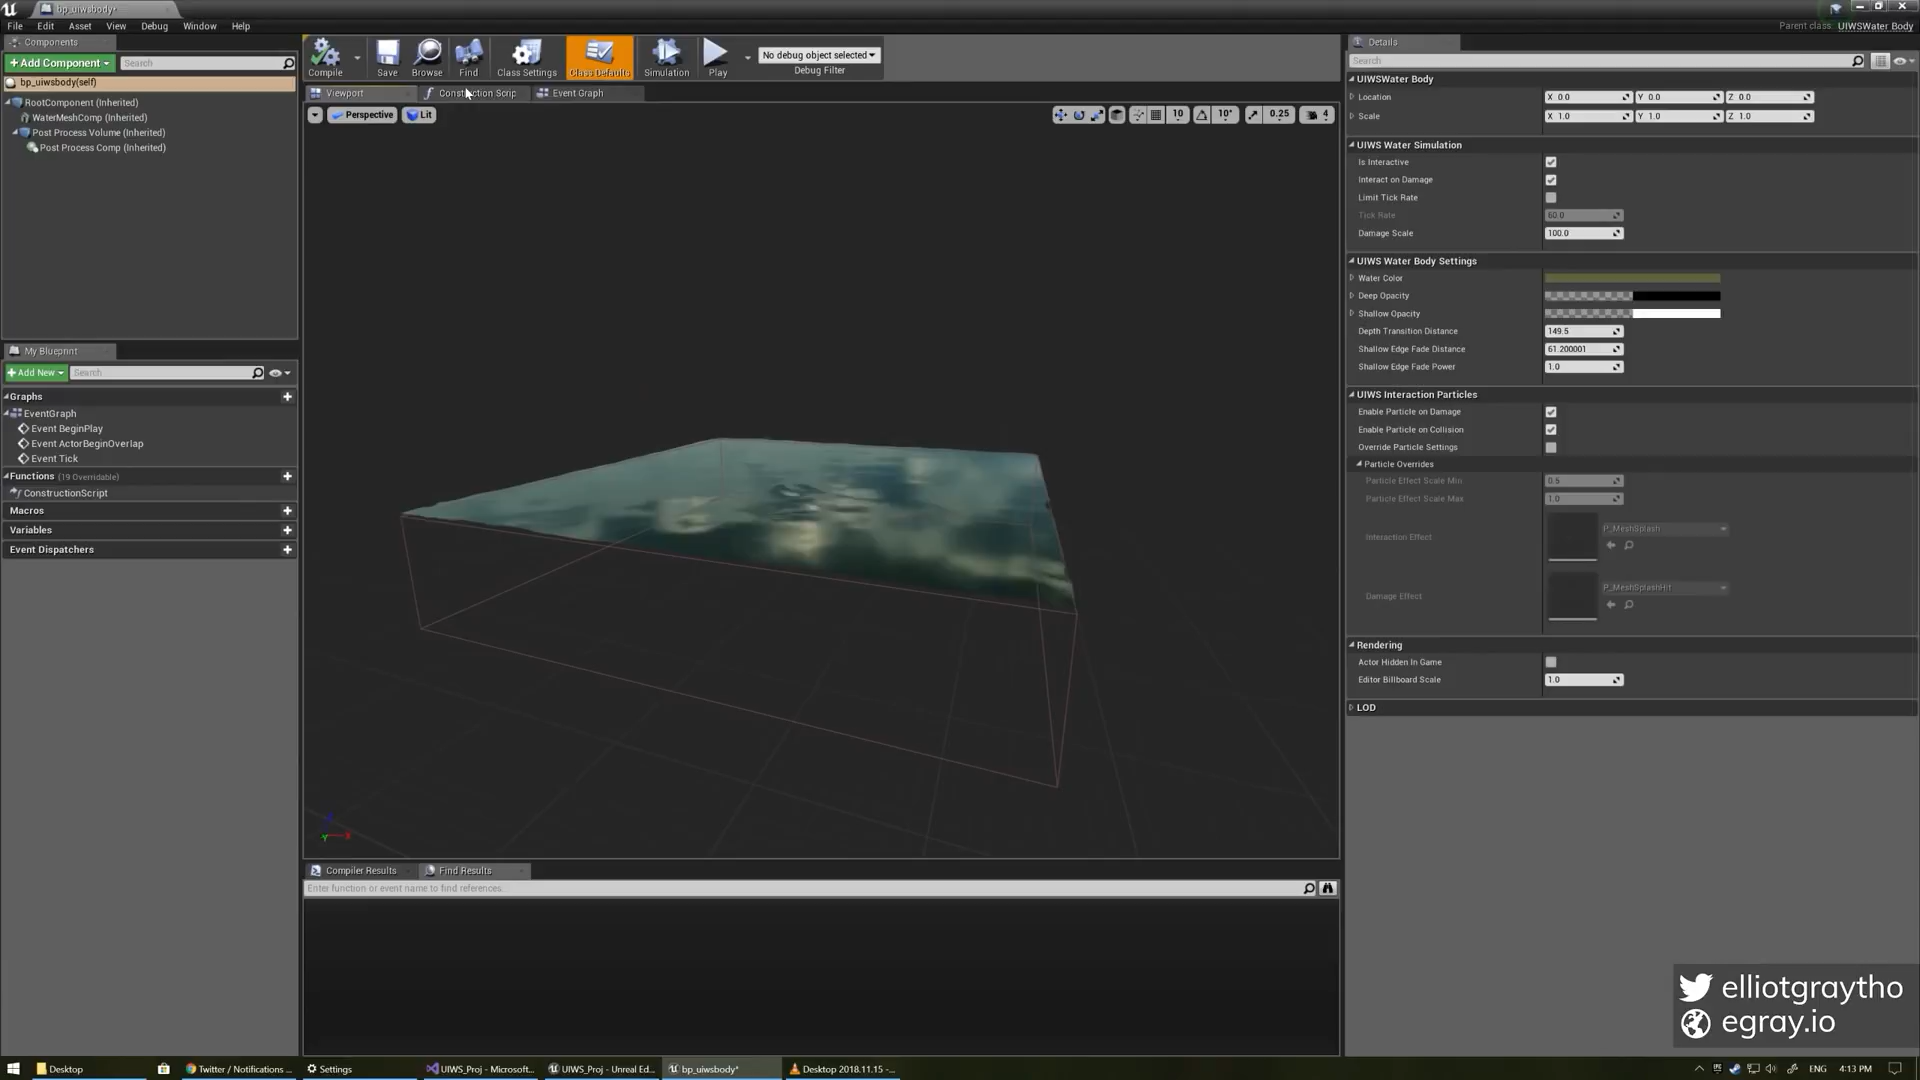 bp_uiwsbody*
File Edit Asset View Debug Window Help
Parent class: UIWSWater Body
Components
+Add Component Search
bp_uiwsbody(self)
RootComponent (Inherited)
WaterMeshComp (Inherited)
Post Process Volume (Inherited)
Post Process Comp (Inherited)
My Blueprint
+Add New Search
Graphs
EventGraph
Event BeginPlay
Event ActorBeginOverlap
Event Tick
Functions (19 Overridable)
ConstructionScript
Macros
Variables
Event Dispatchers
Compile Save Browse Find Class Settings Class Defaults Simulation Play
No debug object selected
Debug Filter
Viewport Construction Scrip Event Graph
Perspective Lit
10 10° 0.25 4
Compiler Results Find Results
Enter function or event name to find references...
Details
Search
UIWSWater Body
Location X 0.0 Y 0.0 Z 0.0
Scale X 1.0 Y 1.0 Z 1.0
UIWS Water Simulation
Is Interactive
Interact on Damage
Limit Tick Rate
Tick Rate 60.0
Damage Scale 100.0
UIWS Water Body Settings
Water Color
Deep Opacity
Shallow Opacity
Depth Transition Distance 149.5
Shallow Edge Fade Distance 61.200001
Shallow Edge Fade Power 1.0
UIWS Interaction Particles
Enable Particle on Damage
Enable Particle on Collision
Override Particle Settings
Particle Overrides
Particle Effect Scale Min 0.5
Particle Effect Scale Max 1.0
Interaction Effect P_MeshSplash
Damage Effect P_MeshSplashHit
Rendering
Actor Hidden In Game
Editor Billboard Scale 1.0
LOD
elliotgraytho
egray.io
Desktop Twitter / Notifications ... Settings UIWS_Proj - Microsoft... UIWS_Proj - Unreal Ed... bp_uiwsbody* Desktop 2018.11.15 -... ENG 4:13 PM